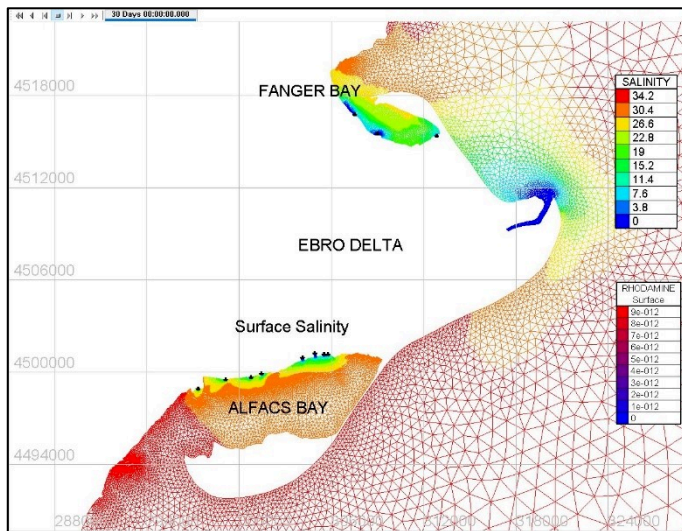 30 Days 00:00:00.000
4518000
FANGER BAY
SALINITY
34.2
30.4
26.6
22.8
19
15.2
11.4
7.6
3.8
0
4512000
EBRO DELTA
4506000
RHODAMINE
Surface
9e-012
8e-012
7e-012
6e-012
5e-012
4e-012
3e-012
2e-012
1e-012
0
Surface Salinity
4500000
ALFACS BAY
4494000
312000
318000